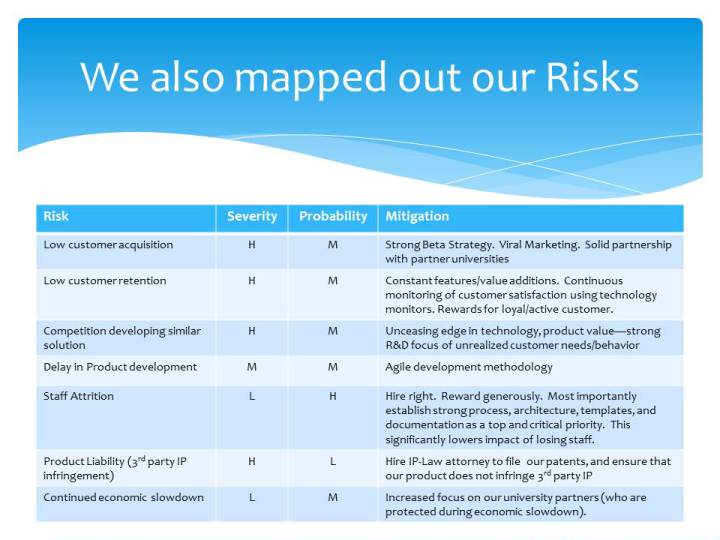 We also mapped out our Risks
Risk Severity Probability Mitigation
Low customer acquisition H M Strong Beta Strategy. Viral Marketing. Solid partnership
with partner universities
Low customer retention H M Constant features/value additions. Continuous
monitoring of customer satisfaction using technology
monitors. Rewards for loyal/active customer.
Competition developing similar H M Unceasing edge in technology, product value—strong
solution R&D focus of unrealized customer needs/behavior
Delay in Product development M M Agile development methodology
Staff Attrition L H Hire right. Reward generously. Most importantly
establish strong process, architecture, templates, and
documentation as a top and critical priority. This
significantly lowers impact of losing staff.
Product Liability (3rd party IP H L Hire IP-Law attorney to file our patents, and ensure that
infringement) our product does not infringe 3rd party IP
Continued economic slowdown L M Increased focus on our university partners (who are
protected during economic slowdown).